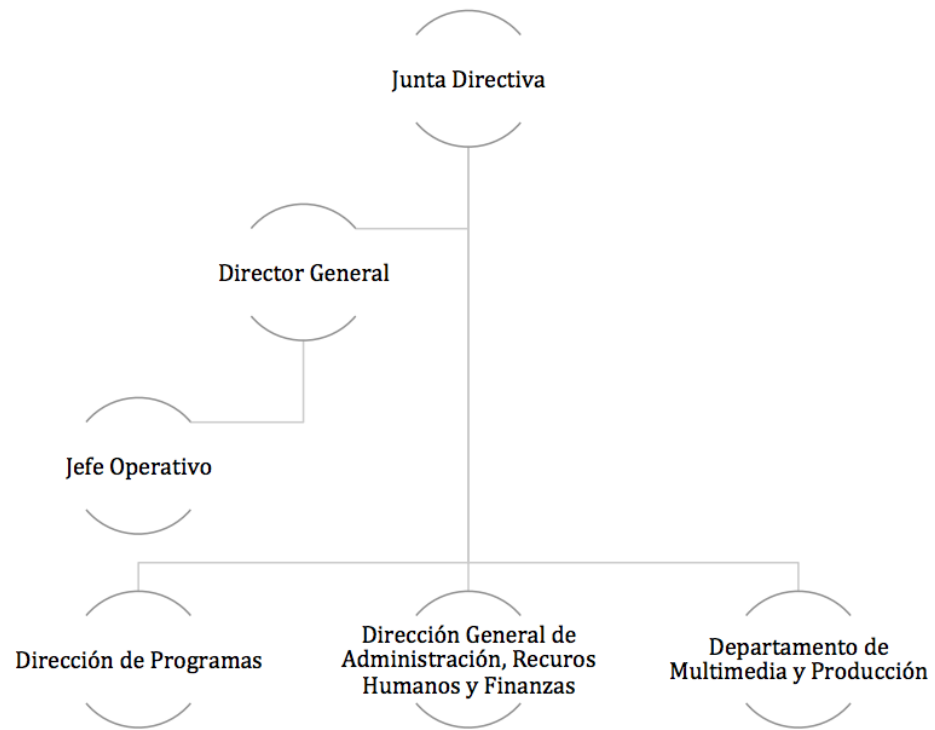 Junta Directiva
Director General
Jefe Operativo
Dirección de Programas
Dirección General de
Administración, Recuros
Humanos y Finanzas
Departamento de
Multimedia y Producción